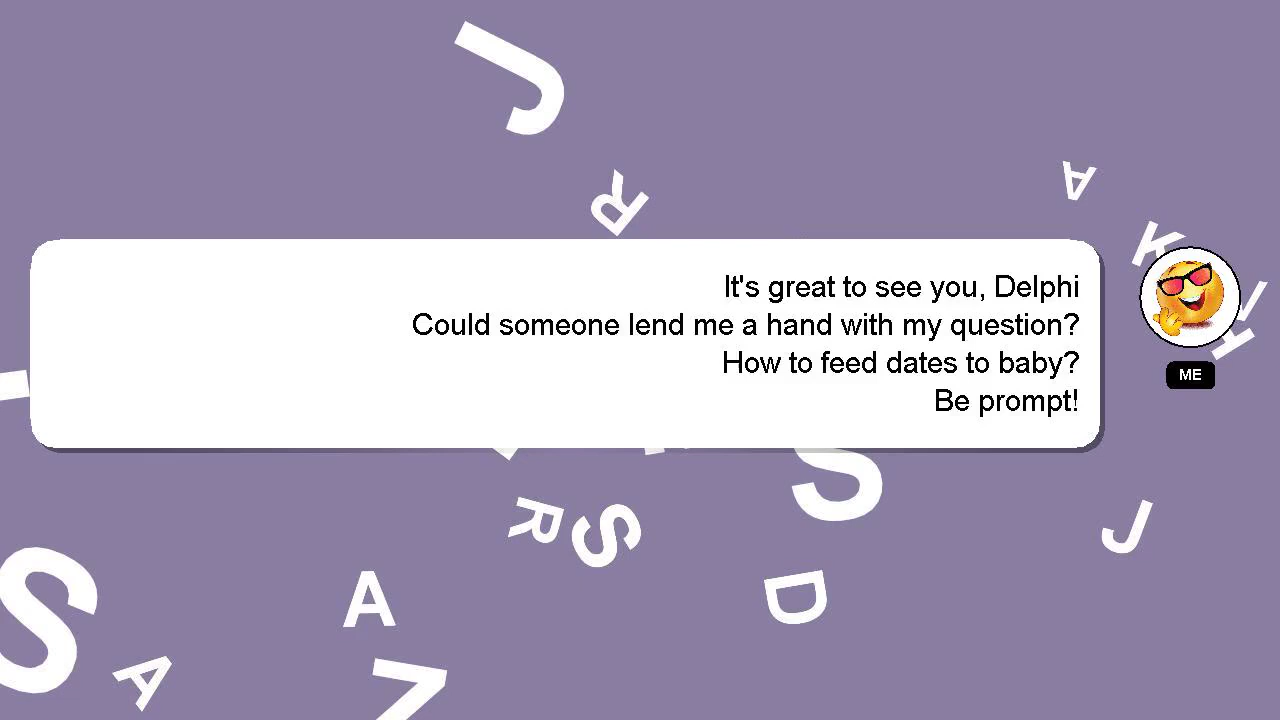 It's great to see you, Delphi
Could someone lend me a hand with my question?
How to feed dates to baby?
Be prompt!
ME
J
R
A
K
S
R
S
J
A
D
S
A
Z